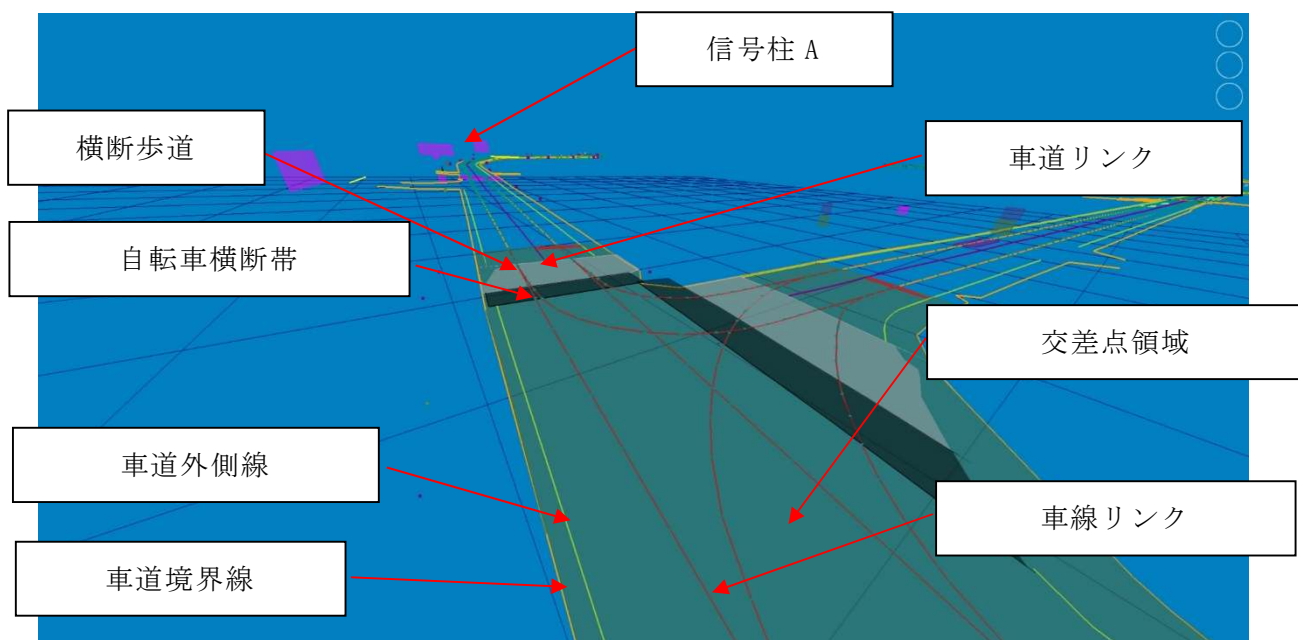 信号柱 A
横断歩道
車道リンク
自転車横断帯
交差点領域
車道外側線
車線リンク
車道境界線